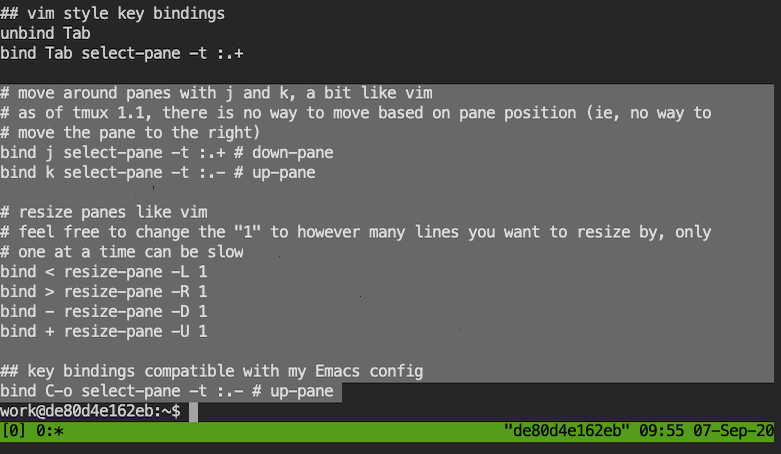 ## vim style key bindings
unbind Tab
bind Tab select-pane -t :.+
# move around panes with j and k, a bit like vim
# as of tmux 1.1, there is no way to move based on pane position (ie, no way to
# move the pane to the right)
bind j select-pane -t :.+ # down-pane
bind k select-pane -t :.- # up-pane
# resize panes like vim
# feel free to change the "1" to however many lines you want to resize by, only
# one at a time can be slow
bind < resize-pane -L 1
bind > resize-pane -R 1
bind - resize-pane -D 1
bind + resize-pane -U 1
## key bindings compatible with my Emacs config
bind C-o select-pane -t :.- # up-pane
work@de80d4e162eb:~$
[0] 0:* "de80d4e162eb" 09:55 07-Sep-20